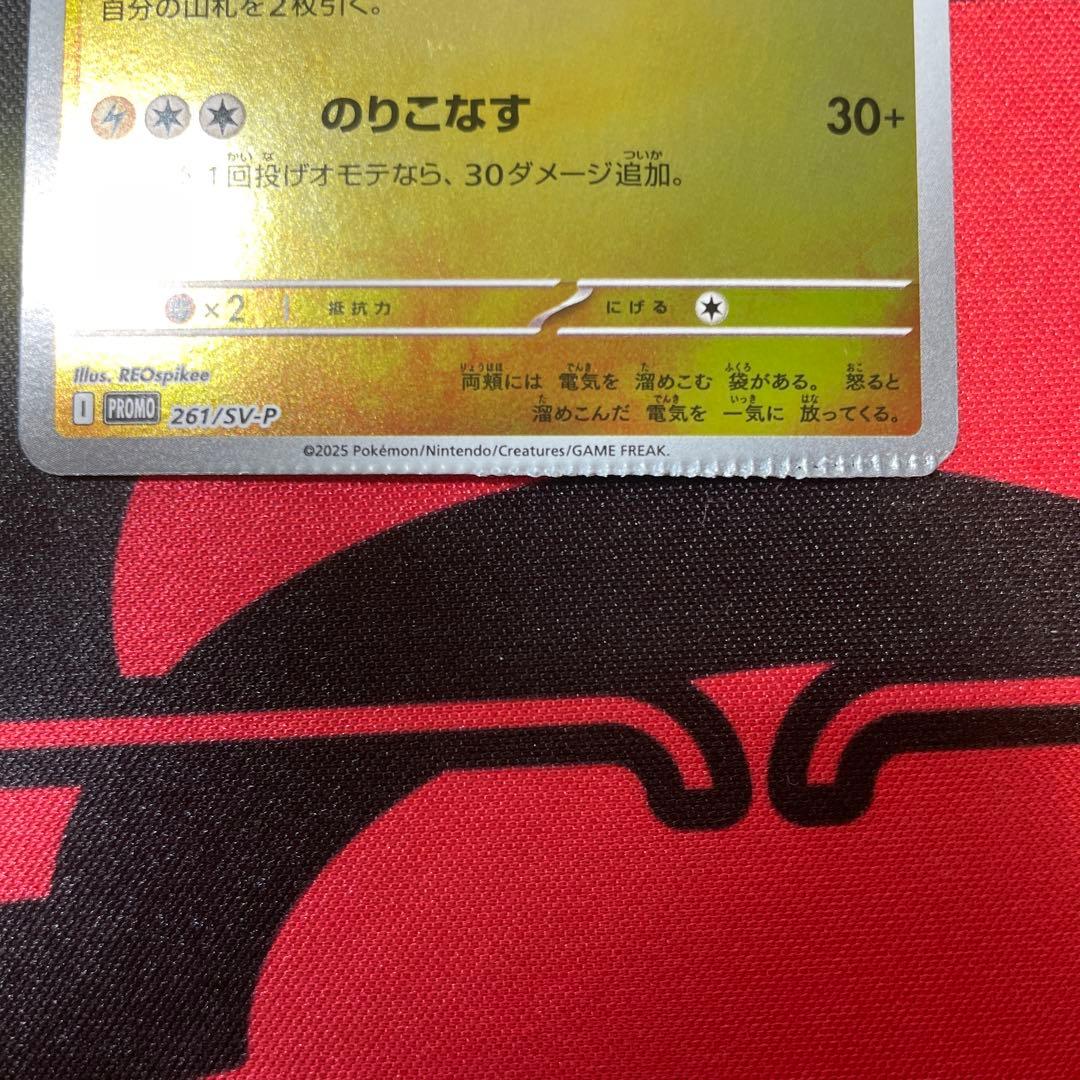 自分の山札を2枚引く。
のりこなす 30+
1回投げオモテなら、30ダメージ追加。
×2 抵抗力 にげる
Illus. REOspikee
両頬には 電気を 溜めこむ 袋がある。 怒ると
溜めこんだ 電気を 一気に 放ってくる。
I PROMO 261/SV-P
©2025 Pokémon/Nintendo/Creatures/GAME FREAK.